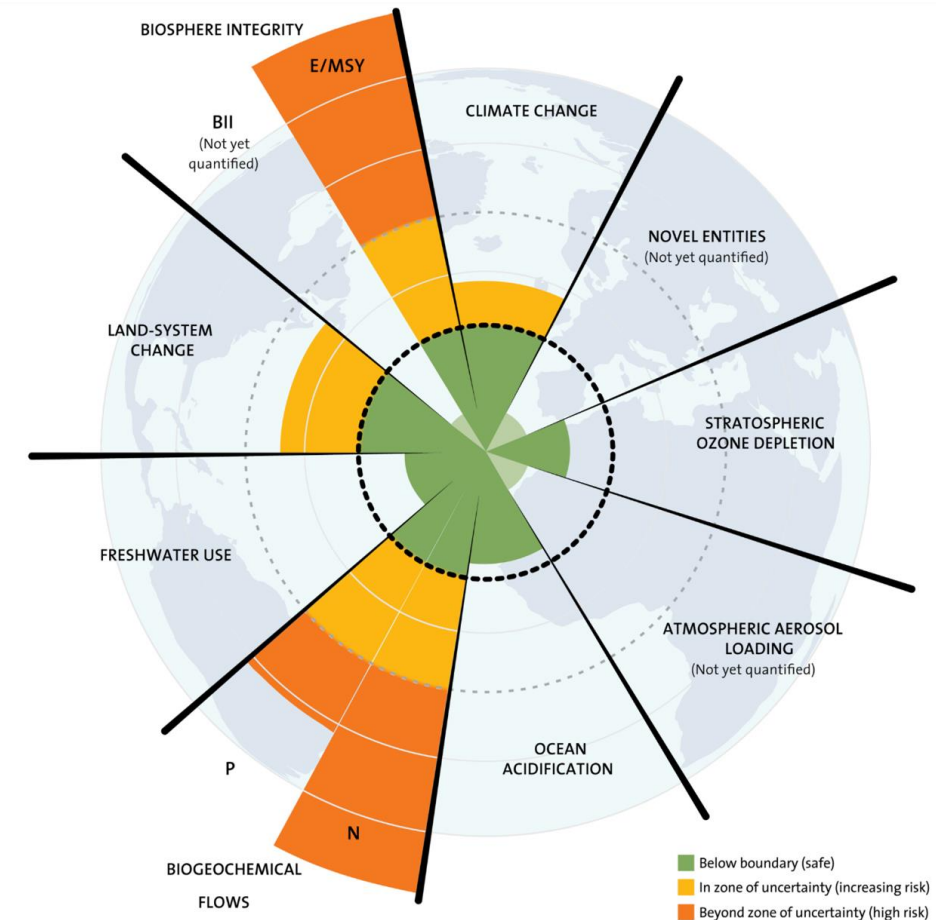 BIOSPHERE INTEGRITY
E/MSY
BII
(Not yet
quantified)
CLIMATE CHANGE
NOVEL ENTITIES
(Not yet quantified)
LAND-SYSTEM
CHANGE
STRATOSPHERIC
OZONE DEPLETION
FRESHWATER USE
ATMOSPHERIC AEROSOL
LOADING
(Not yet quantified)
OCEAN
ACIDIFICATION
P
N
BIOGEOCHEMICAL
FLOWS
Below boundary (safe)
In zone of uncertainty (increasing risk)
Beyond zone of uncertainty (high risk)